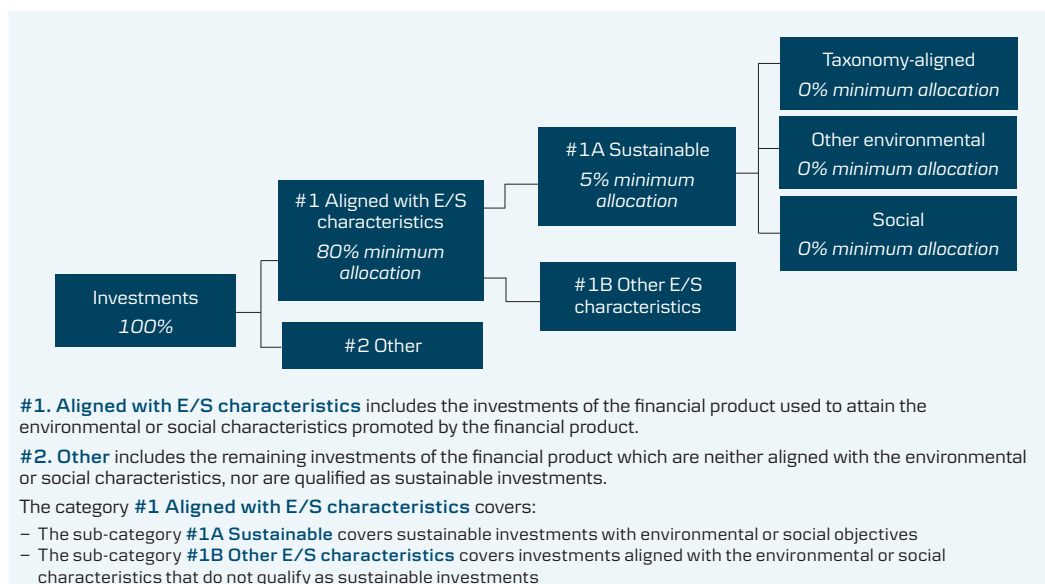 Taxonomy-aligned
0% minimum allocation
Other environmental
0% minimum allocation
Social
0% minimum allocation
#1A Sustainable
5% minimum
allocation
#1 Aligned with E/S
characteristics
80% minimum
allocation
#1B Other E/S
characteristics
Investments
100%
#2 Other
#1. Aligned with E/S characteristics includes the investments of the financial product used to attain the
environmental or social characteristics promoted by the financial product.
#2. Other includes the remaining investments of the financial product which are neither aligned with the environmental
or social characteristics, nor are qualified as sustainable investments.
The category #1 Aligned with E/S characteristics covers:
– The sub-category #1A Sustainable covers sustainable investments with environmental or social objectives
– The sub-category #1B Other E/S characteristics covers investments aligned with the environmental or social
characteristics that do not qualify as sustainable investments